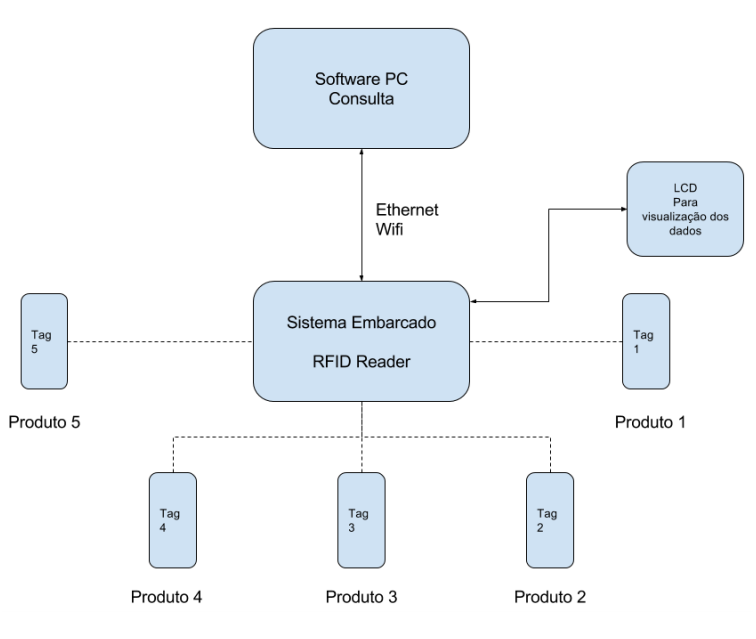 Software PC
Consulta
LCD
Para
visualização dos
dados
Ethernet
Wifi
Sistema Embarcado
RFID Reader
Tag
5
Tag
1
Produto 5
Produto 1
Tag
4
Tag
3
Tag
2
Produto 4
Produto 3
Produto 2